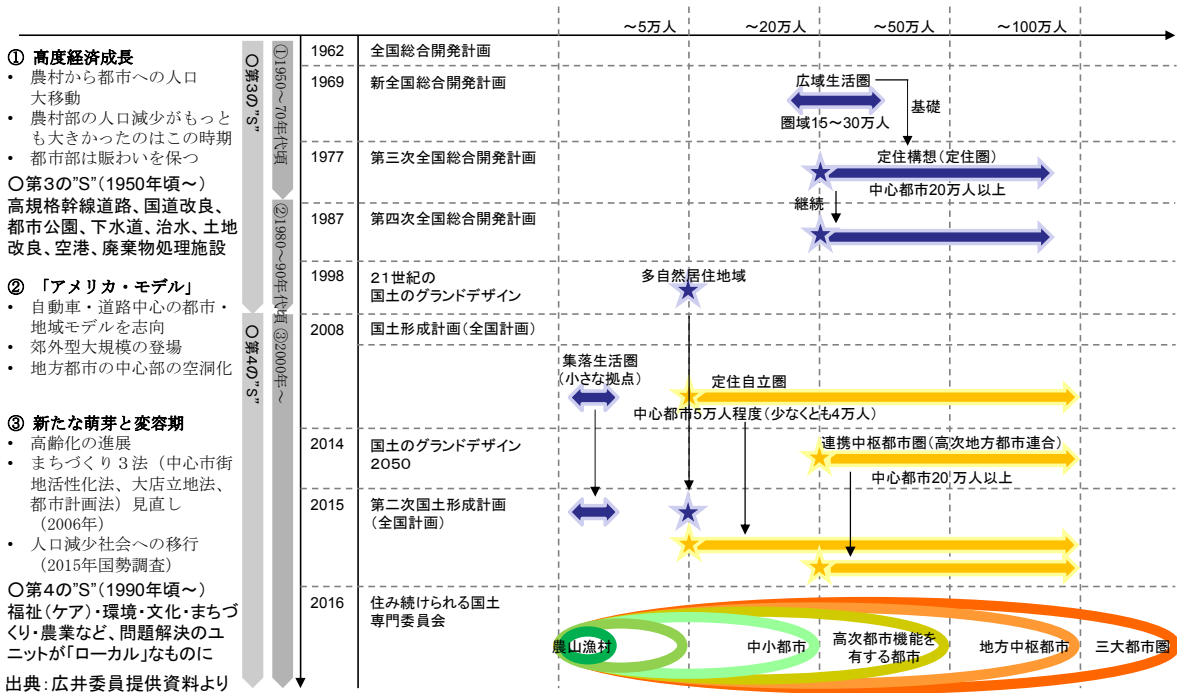 ～5万人 ～20万人 ～50万人 ～100万人
① 高度経済成長
• 農村から都市への人口
大移動
• 農村部の人口減少がもっと
も大きかったのはこの時期
• 都市部は賑わいを保つ
〇第3の"S"(1950年頃～)
高規格幹線道路、国道改良、
都市公園、下水道、治水、土地
改良、空港、廃棄物処理施設
② 「アメリカ・モデル」
• 自動車・道路中心の都市・
地域モデルを志向
• 郊外型大規模の登場
• 地方都市の中心部の空洞化
③ 新たな萌芽と変容期
• 高齢化の進展
• まちづくり３法（中心市街
地活性化法、大店立地法、
都市計画法）見直し
（2006年）
• 人口減少社会への移行
（2015年国勢調査）
〇第4の"S"(1990年頃～)
福祉(ケア)・環境・文化・まちづ
くり・農業など、問題解決のユ
ニットが「ローカル」なものに
出典：広井委員提供資料より
〇第3の"S"
〇第4の"S"
①1950～70年代頃
②1980～90年代頃
③2000年～
1962 全国総合開発計画
1969 新全国総合開発計画
広域生活圏
基礎
圏域15～30万人
1977 第三次全国総合開発計画
定住構想(定住圏)
中心都市20万人以上
継続
1987 第四次全国総合開発計画
1998 21世紀の
国土のグランドデザイン
多自然居住地域
2008 国土形成計画(全国計画)
集落生活圏
(小さな拠点)
定住自立圏
中心都市5万人程度(少なくとも4万人)
2014 国土のグランドデザイン
2050
連携中枢都市圏(高次地方都市連合)
中心都市20万人以上
2015 第二次国土形成計画
(全国計画)
2016 住み続けられる国土
専門委員会
農山漁村
中小都市
高次都市機能を
有する都市
地方中枢都市
三大都市圏